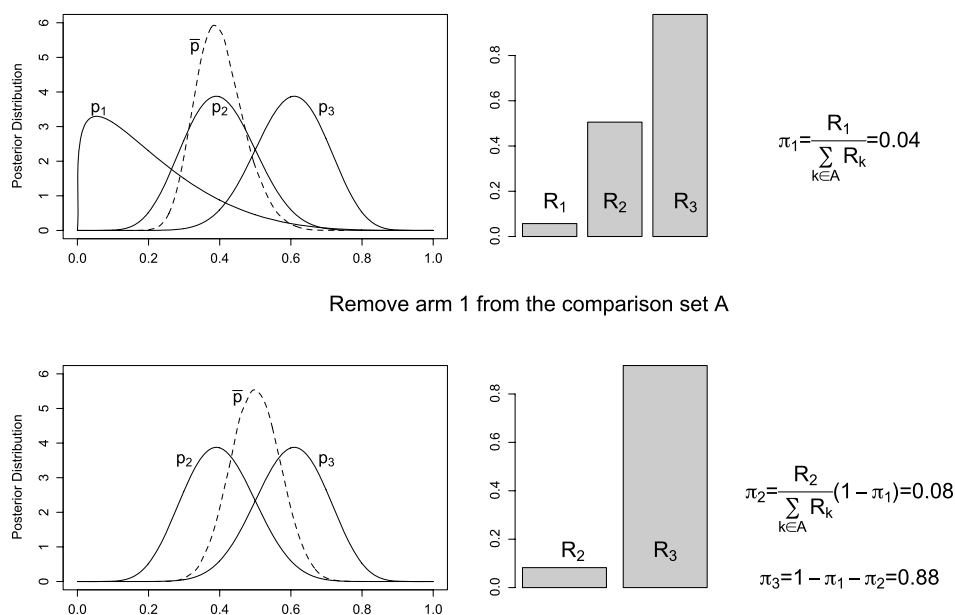 Posterior Distribution
0 1 2 3 4 5 6
0.0 0.2 0.4 0.6 0.8 1.0
p̅
p₁
p₂
p₃
0.0 0.2 0.4 0.6 0.8
R₁
R₂
R₃
π₁=R₁/∑k∈A Rₖ=0.04
Remove arm 1 from the comparison set A
Posterior Distribution
0 1 2 3 4 5 6
0.0 0.2 0.4 0.6 0.8 1.0
p̅
p₂
p₃
0.0 0.2 0.4 0.6 0.8
R₂
R₃
π₂=R₂/∑k∈A Rₖ(1−π₁)=0.08
π₃=1−π₁−π₂=0.88